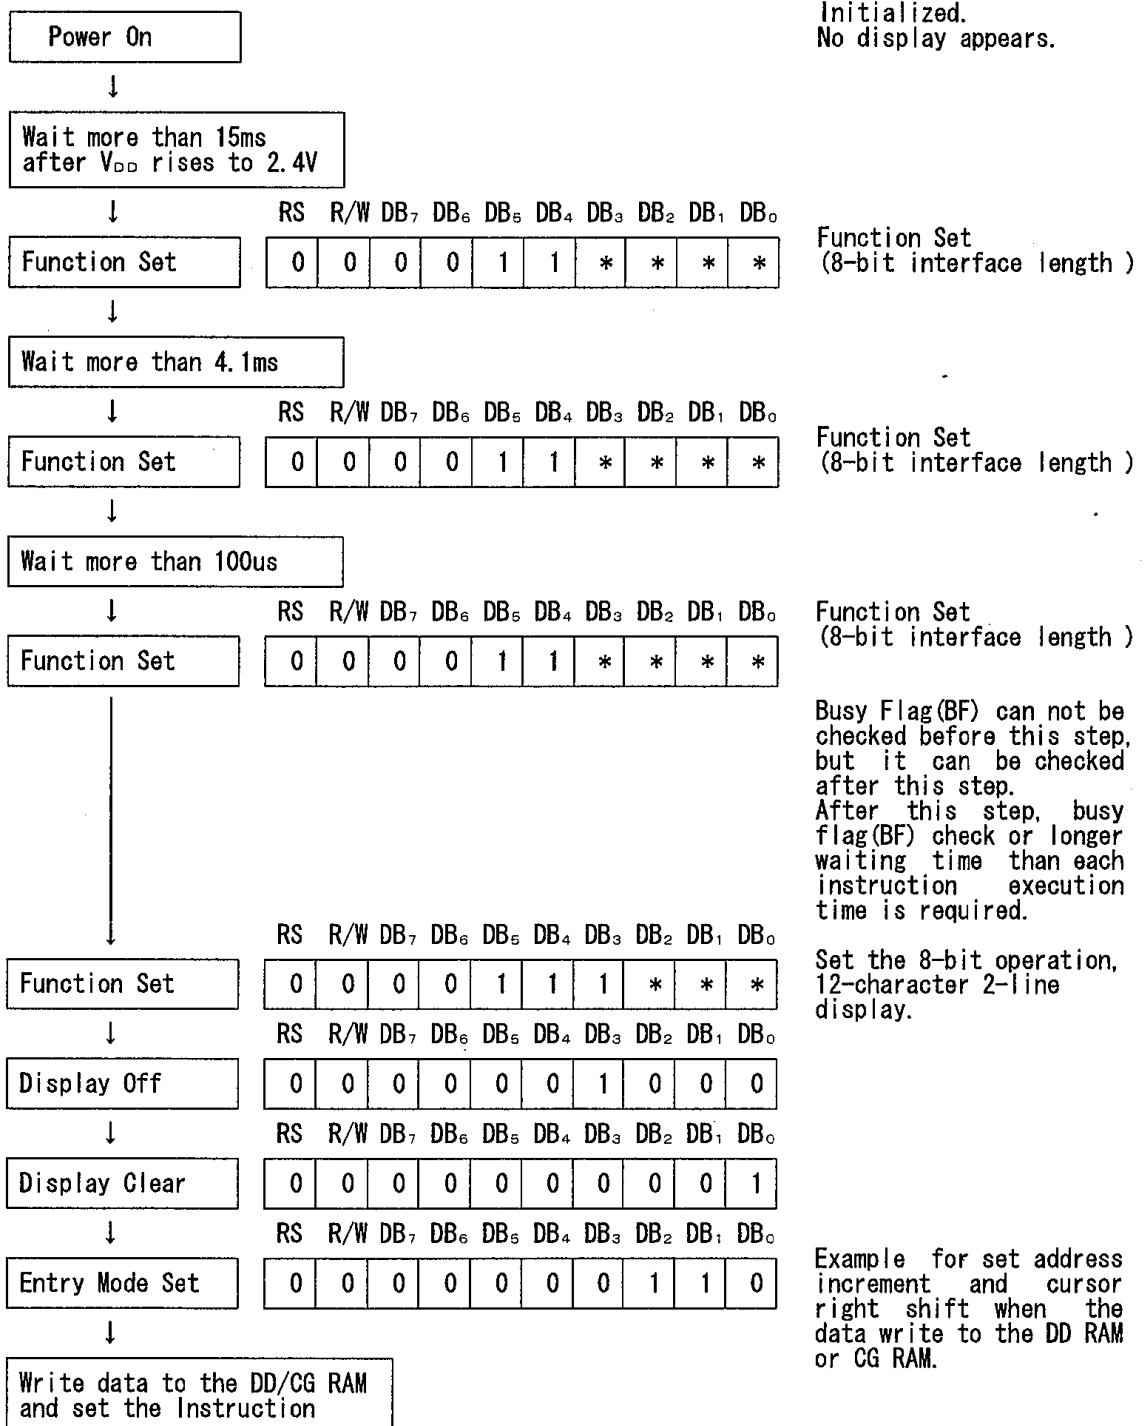 Initialized.
Power On
No display appears.
↓
Wait more than 15ms
after VDD rises to 2.4V
↓ RS R/W DB₇ DB₆ DB₅ DB₄ DB₃ DB₂ DB₁ DB₀
Function Set 0 0 0 0 1 1 * * * *
Function Set
(8-bit interface length )
↓
Wait more than 4.1ms
↓ RS R/W DB₇ DB₆ DB₅ DB₄ DB₃ DB₂ DB₁ DB₀
Function Set 0 0 0 0 1 1 * * * *
Function Set
(8-bit interface length )
↓
Wait more than 100us
↓ RS R/W DB₇ DB₆ DB₅ DB₄ DB₃ DB₂ DB₁ DB₀
Function Set 0 0 0 0 1 1 * * * *
Function Set
(8-bit interface length )
Busy Flag(BF) can not be
checked before this step,
but it can be checked
after this step.
After this step, busy
flag(BF) check or longer
waiting time than each
instruction execution
time is required.
↓ RS R/W DB₇ DB₆ DB₅ DB₄ DB₃ DB₂ DB₁ DB₀
Function Set 0 0 0 0 1 1 1 * * *
Set the 8-bit operation,
12-character 2-line
display.
↓ RS R/W DB₇ DB₆ DB₅ DB₄ DB₃ DB₂ DB₁ DB₀
Display Off 0 0 0 0 0 0 1 0 0 0
↓ RS R/W DB₇ DB₆ DB₅ DB₄ DB₃ DB₂ DB₁ DB₀
Display Clear 0 0 0 0 0 0 0 0 0 1
↓ RS R/W DB₇ DB₆ DB₅ DB₄ DB₃ DB₂ DB₁ DB₀
Entry Mode Set 0 0 0 0 0 0 0 1 1 0
Example for set address
increment and cursor
right shift when the
data write to the DD RAM
or CG RAM.
↓
Write data to the DD/CG RAM
and set the Instruction